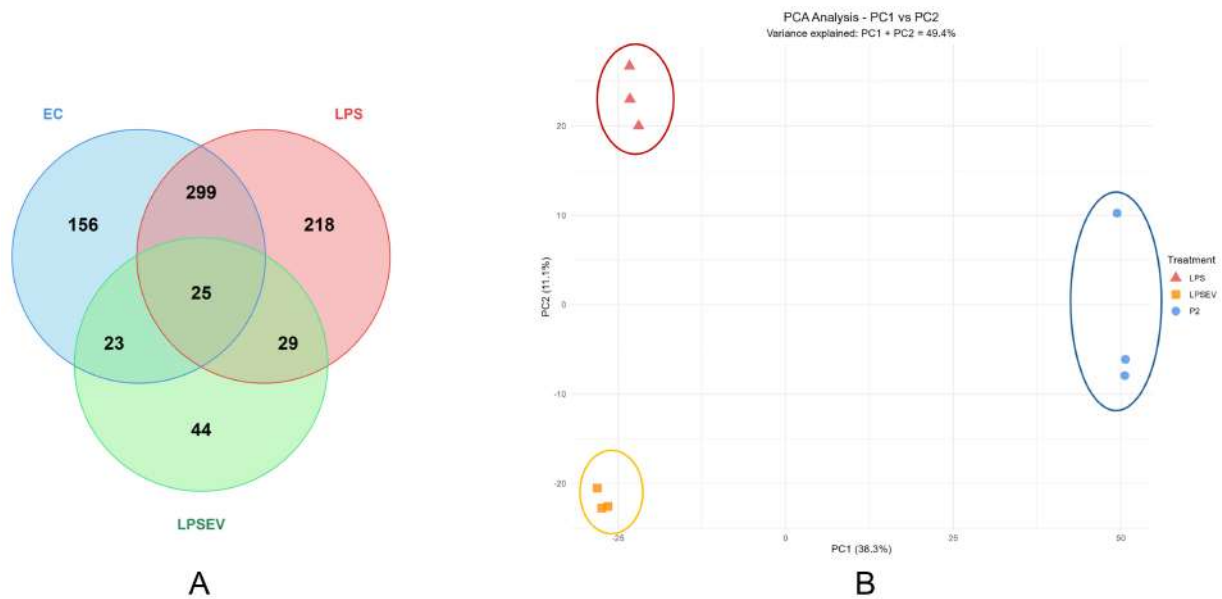 EC
LPS
299
156
218
25
23
29
44
LPSEV
A
PCA Analysis - PC1 vs PC2
Variance explained: PC1 + PC2 = 49.4%
20
10
0
-10
-20
PC2 (11.1%)
-25
0
25
50
PC1 (38.3%)
Treatment
LPS
LPSEV
P2
B